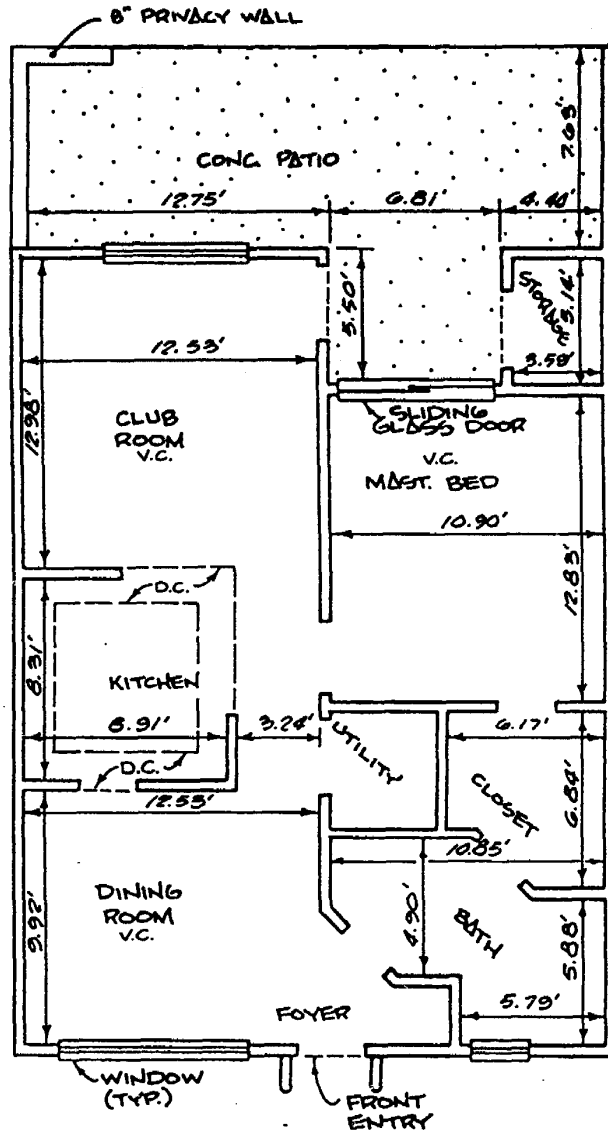 8" PRIVACY WALL
CONC. PATIO
7.63'
12.75'
6.81'
4.44'
5.50'
STORAGE
5.14'
3.58'
12.53'
12.98'
CLUB
ROOM
V.C.
SLIDING
GLASS DOOR
V.C.
MAST. BED
10.90'
12.83'
D.C.
8.31'
KITCHEN
8.91'
3.24'
UTILITY
6.17'
D.C.
CLOSET
6.84'
12.53'
10.85'
DINING
ROOM
V.C.
9.92'
4.90'
BATH
5.88'
5.79'
FOYER
WINDOW
(TYP.)
FRONT
ENTRY